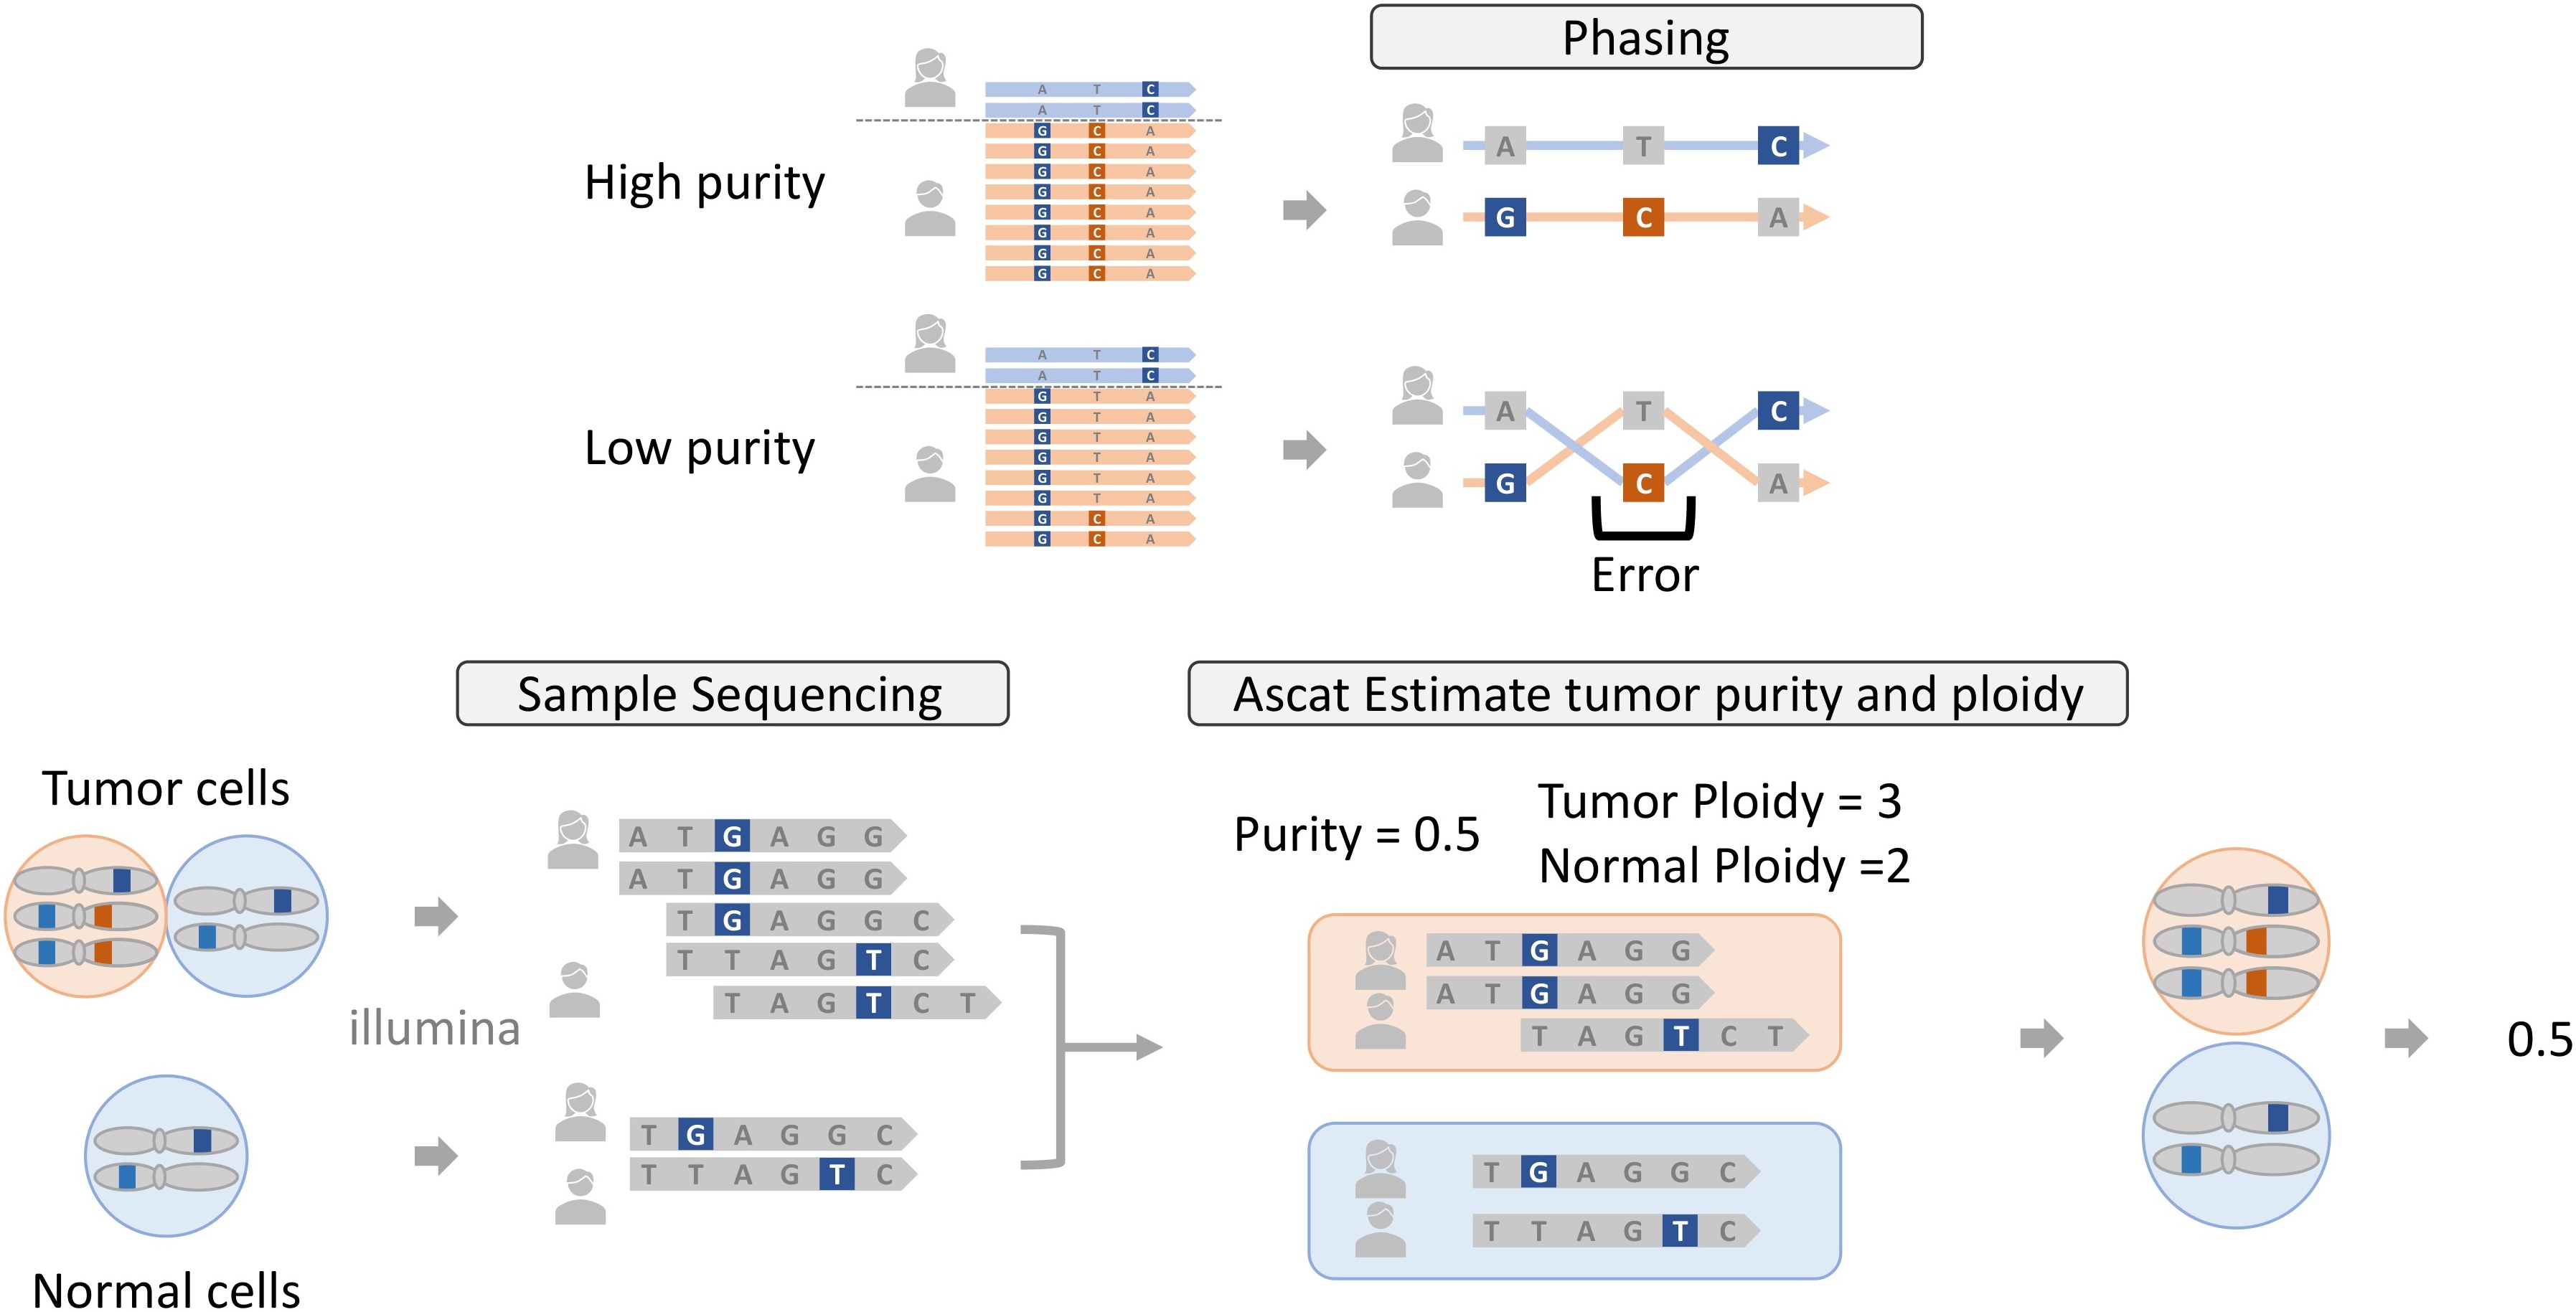 Phasing
High purity
A T C
A T C
G C A
G C A
G C A
G C A
G C A
G C A
G C A
G C A
A T C
G C A
Low purity
A T C
A T C
G T A
G T A
G T A
G T A
G T A
G T A
G C A
G C A
A T C
G C A
Error
Sample Sequencing
Ascat Estimate tumor purity and ploidy
Tumor cells
illumina
Normal cells
A T G A G G
A T G A G G
T G A G G C
T T A G T C
T A G T C T
T G A G G C
T T A G T C
Purity = 0.5
Tumor Ploidy = 3
Normal Ploidy =2
A T G A G G
A T G A G G
T A G T C T
T G A G G C
T T A G T C
0.5